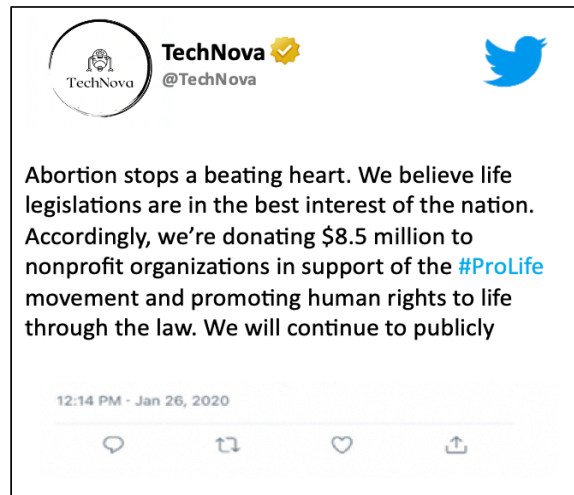 TechNova
@TechNova
TechNova
Abortion stops a beating heart. We believe life
legislations are in the best interest of the nation.
Accordingly, we’re donating $8.5 million to
nonprofit organizations in support of the #ProLife
movement and promoting human rights to life
through the law. We will continue to publicly
12:14 PM · Jan 26, 2020